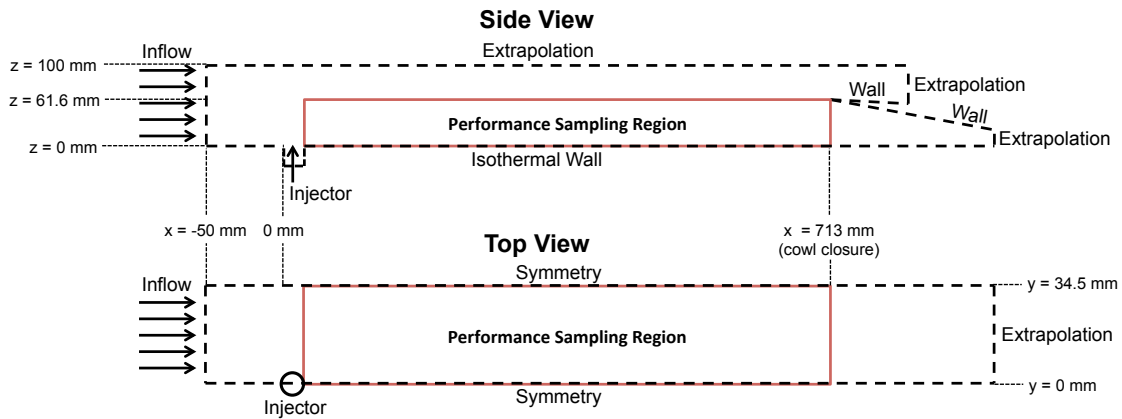 Side View
Inflow
Extrapolation
z = 100 mm
Wall
Extrapolation
z = 61.6 mm
Wall
Performance Sampling Region
Extrapolation
z = 0 mm
Isothermal Wall
Injector
x = -50 mm
0 mm
x = 713 mm
(cowl closure)
Top View
Symmetry
Inflow
y = 34.5 mm
Performance Sampling Region
Extrapolation
y = 0 mm
Injector
Symmetry